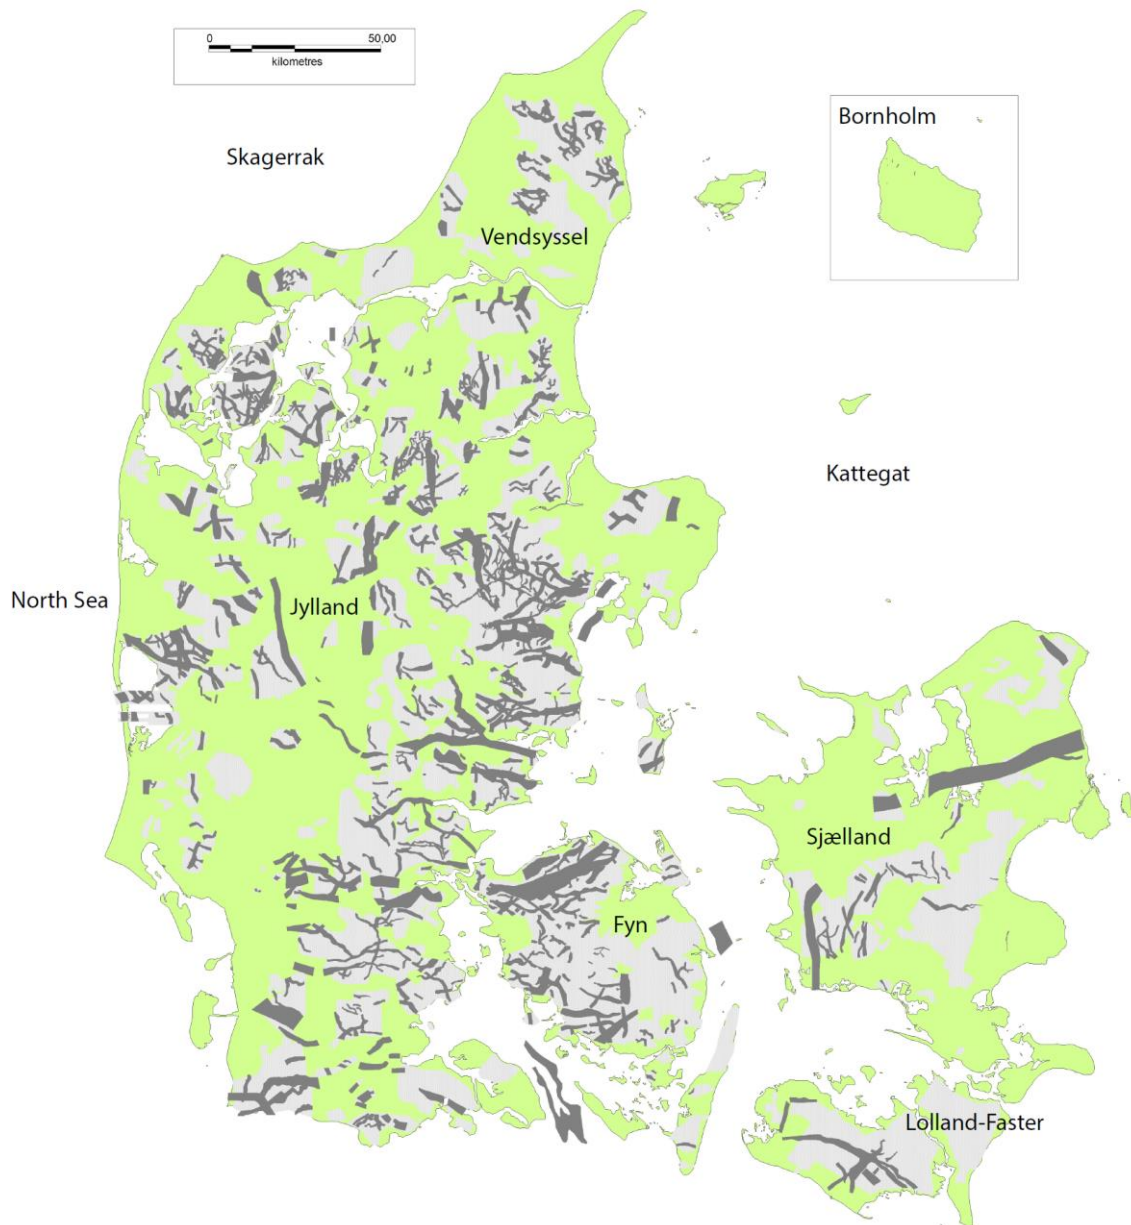 0 50,00
kilometres
Bornholm
Skagerrak
Vendsyssel
Kattegat
North Sea
Jylland
Sjælland
Fyn
Lolland-Faster